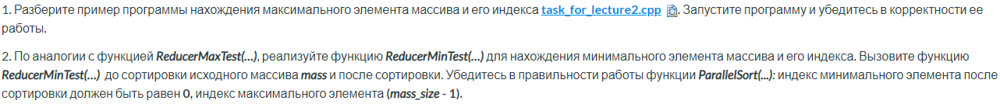 1. Разберите пример программы нахождения максимального элемента массива и его индекса task_for_lecture2.cpp . Запустите программу и убедитесь в корректности ее
работы.
2. По аналогии с функцией ReducerMaxTest(...), реализуйте функцию ReducerMinTest(...) для нахождения минимального элемента массива и его индекса. Вызовите функцию
ReducerMinTest(...) до сортировки исходного массива mass и после сортировки. Убедитесь в правильности работы функции ParallelSort(...): индекс минимального элемента после
сортировки должен быть равен 0, индекс максимального элемента (mass_size - 1).